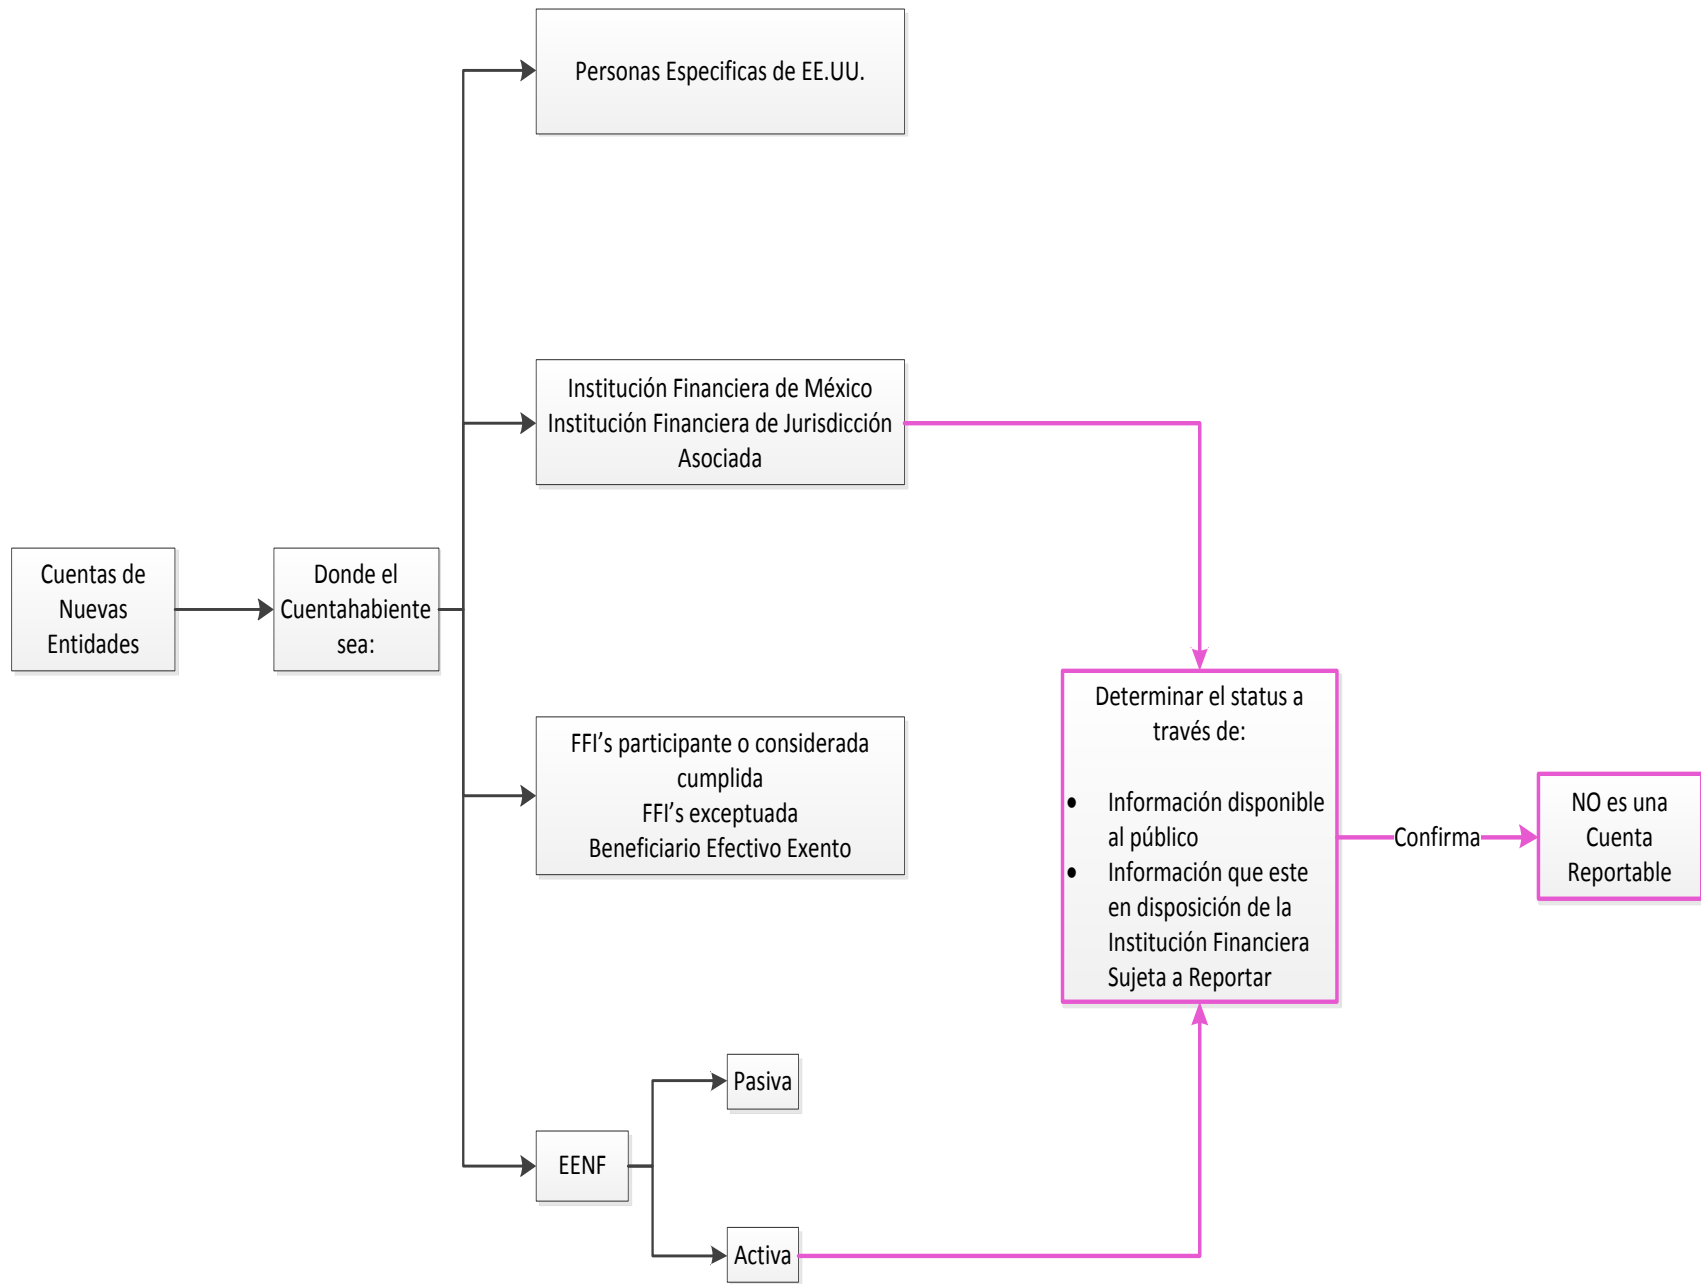 Personas Especificas de EE.UU.
Institución Financiera de México
Institución Financiera de Jurisdicción
Asociada
Cuentas de
Nuevas
Entidades
Donde el
Cuentahabiente
sea:
FFI's participante o considerada
cumplida
FFI's exceptuada
Beneficiario Efectivo Exento
Determinar el status a
través de:
• Información disponible
al público
• Información que este
en disposición de la
Institución Financiera
Sujeta a Reportar
Confirma
NO es una
Cuenta
Reportable
Pasiva
EENF
Activa